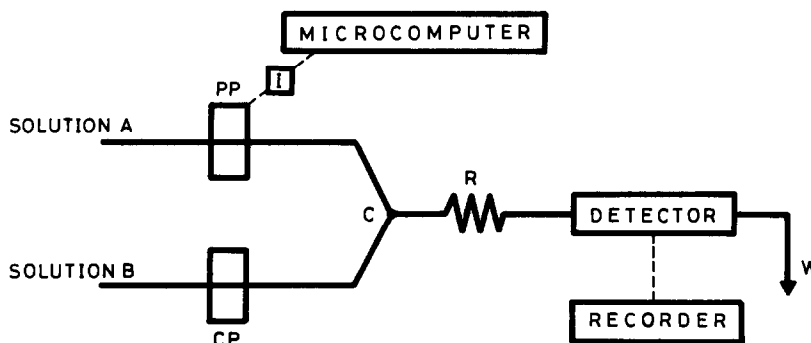 MICROCOMPUTER
I
PP
SOLUTION A
R
C
DETECTOR
SOLUTION B
W
CP
RECORDER